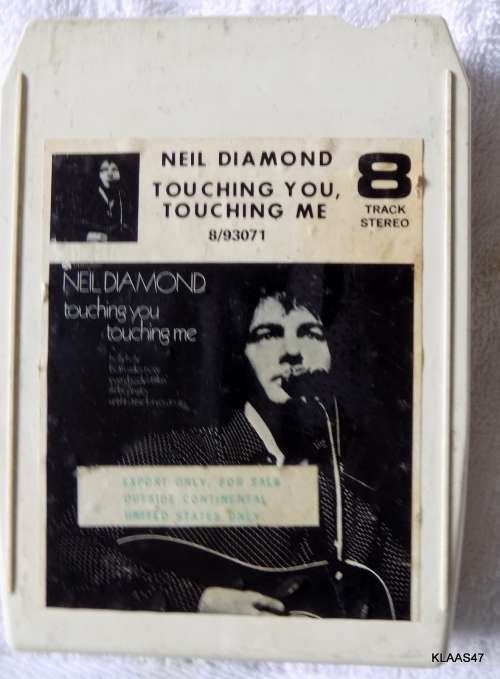 NEIL DIAMOND
TOUCHING YOU,
TOUCHING ME
8/93071
8
TRACK
STEREO
NEIL DIAMOND
touching you
touching me
EXPORT ONLY, FOR SALE
OUTSIDE CONTINENTAL
UNITED STATES ONLY
KLAAS47